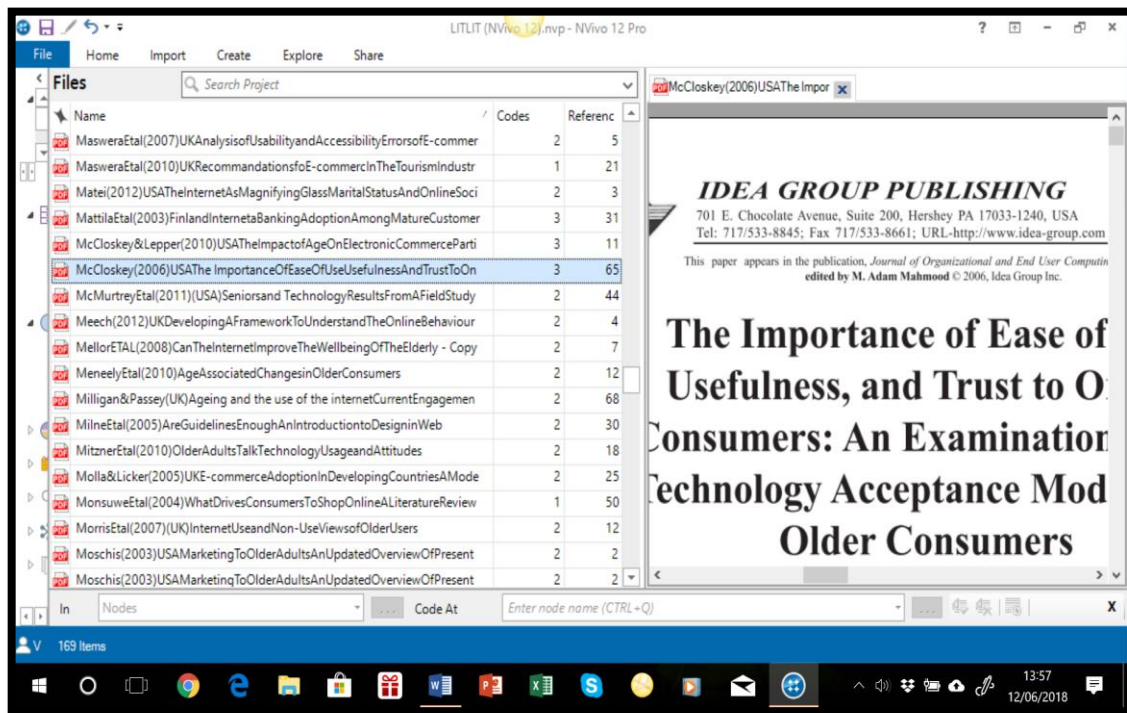 LITLIT (NVivo 12).nvp - NVivo 12 Pro
File Home Import Create Explore Share
Files Search Project
Name Codes Referenc
MasweraEtal(2007)UKAnalysisofUsabilityandAccessibilityErrorsofE-commer 2 5
MasweraEtal(2010)UKRecommandationsfoE-commercInTheTourismIndustr 1 21
Matei(2012)USATheInternetAsMagnifyingGlassMaritalStatusAndOnlineSoci 2 3
MattilaEtal(2003)FinlandInternetaBankingAdoptionAmongMatureCustomer 3 31
McCloskey&Lepper(2010)USATheImpactofAgeOnElectronicCommerceParti 3 11
McCloskey(2006)USAThe ImportanceOfEaseOfUseUsefulnessAndTrustToOn 3 65
McMurtreyEtal(2011)(USA)Seniorsand TechnologyResultsFromAFieldStudy 2 44
Meech(2012)UKDevelopingAFrameworkToUnderstandTheOnlineBehaviour 2 4
MellorETAL(2008)CanTheInternetImproveTheWellbeingOfTheElderly - Copy 2 7
MeneelyEtal(2010)AgeAssociatedChangesinOlderConsumers 2 12
Milligan&Passey(UK)Ageing and the use of the internetCurrentEngagemen 2 68
MilneEtal(2005)AreGuidelinesEnoughAnIntroductiontoDesigninWeb 2 30
MitznerEtal(2010)OlderAdultsTalkTechnologyUsageandAttitudes 2 18
Molla&Licker(2005)UKE-commerceAdoptionInDevelopingCountriesAMode 2 25
MonsuweEtal(2004)WhatDrivesConsumersToShopOnlineALiteratureReview 1 50
MorrisEtal(2007)(UK)InternetUseandNon-UseViewsofOlderUsers 2 12
Moschis(2003)USAMarketingToOlderAdultsAnUpdatedOverviewOfPresent 2 2
Moschis(2003)USAMarketingToOlderAdultsAnUpdatedOverviewOfPresent 2 2
McCloskey(2006)USAThe Impor
IDEA GROUP PUBLISHING
701 E. Chocolate Avenue, Suite 200, Hershey PA 17033-1240, USA
Tel: 717/533-8845; Fax 717/533-8661; URL-http://www.idea-group.com
This paper appears in the publication, Journal of Organizational and End User Computin
edited by M. Adam Mahmood © 2006, Idea Group Inc.
The Importance of Ease of
Usefulness, and Trust to O
Consumers: An Examination
Technology Acceptance Mod
Older Consumers
In Nodes ... Code At Enter node name (CTRL+Q) ... X
V 169 Items
13:57
12/06/2018